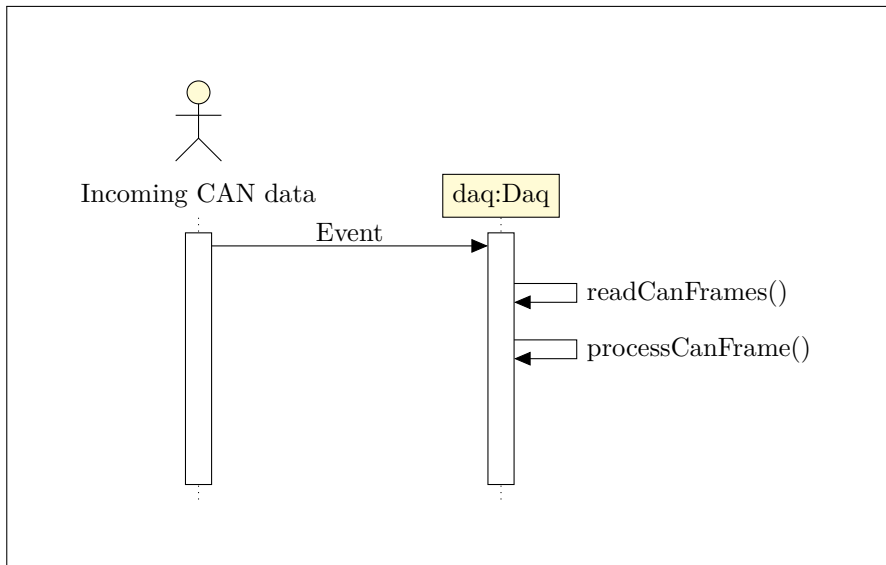 Incoming CAN data
daq:Daq
Event
readCanFrames()
processCanFrame()